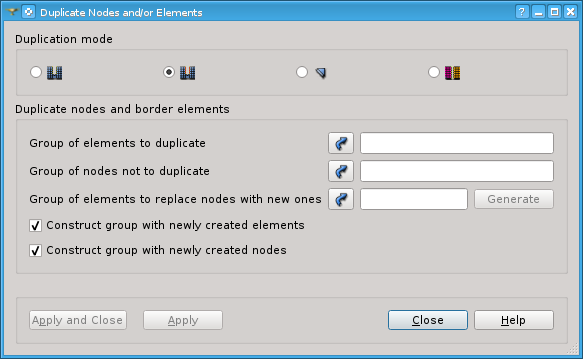 Duplicate Nodes and/or Elements
Duplication mode
Duplicate nodes and border elements
Group of elements to duplicate
Group of nodes not to duplicate
Group of elements to replace nodes with new ones
Generate
Construct group with newly created elements
Construct group with newly created nodes
Apply and Close Apply Close Help